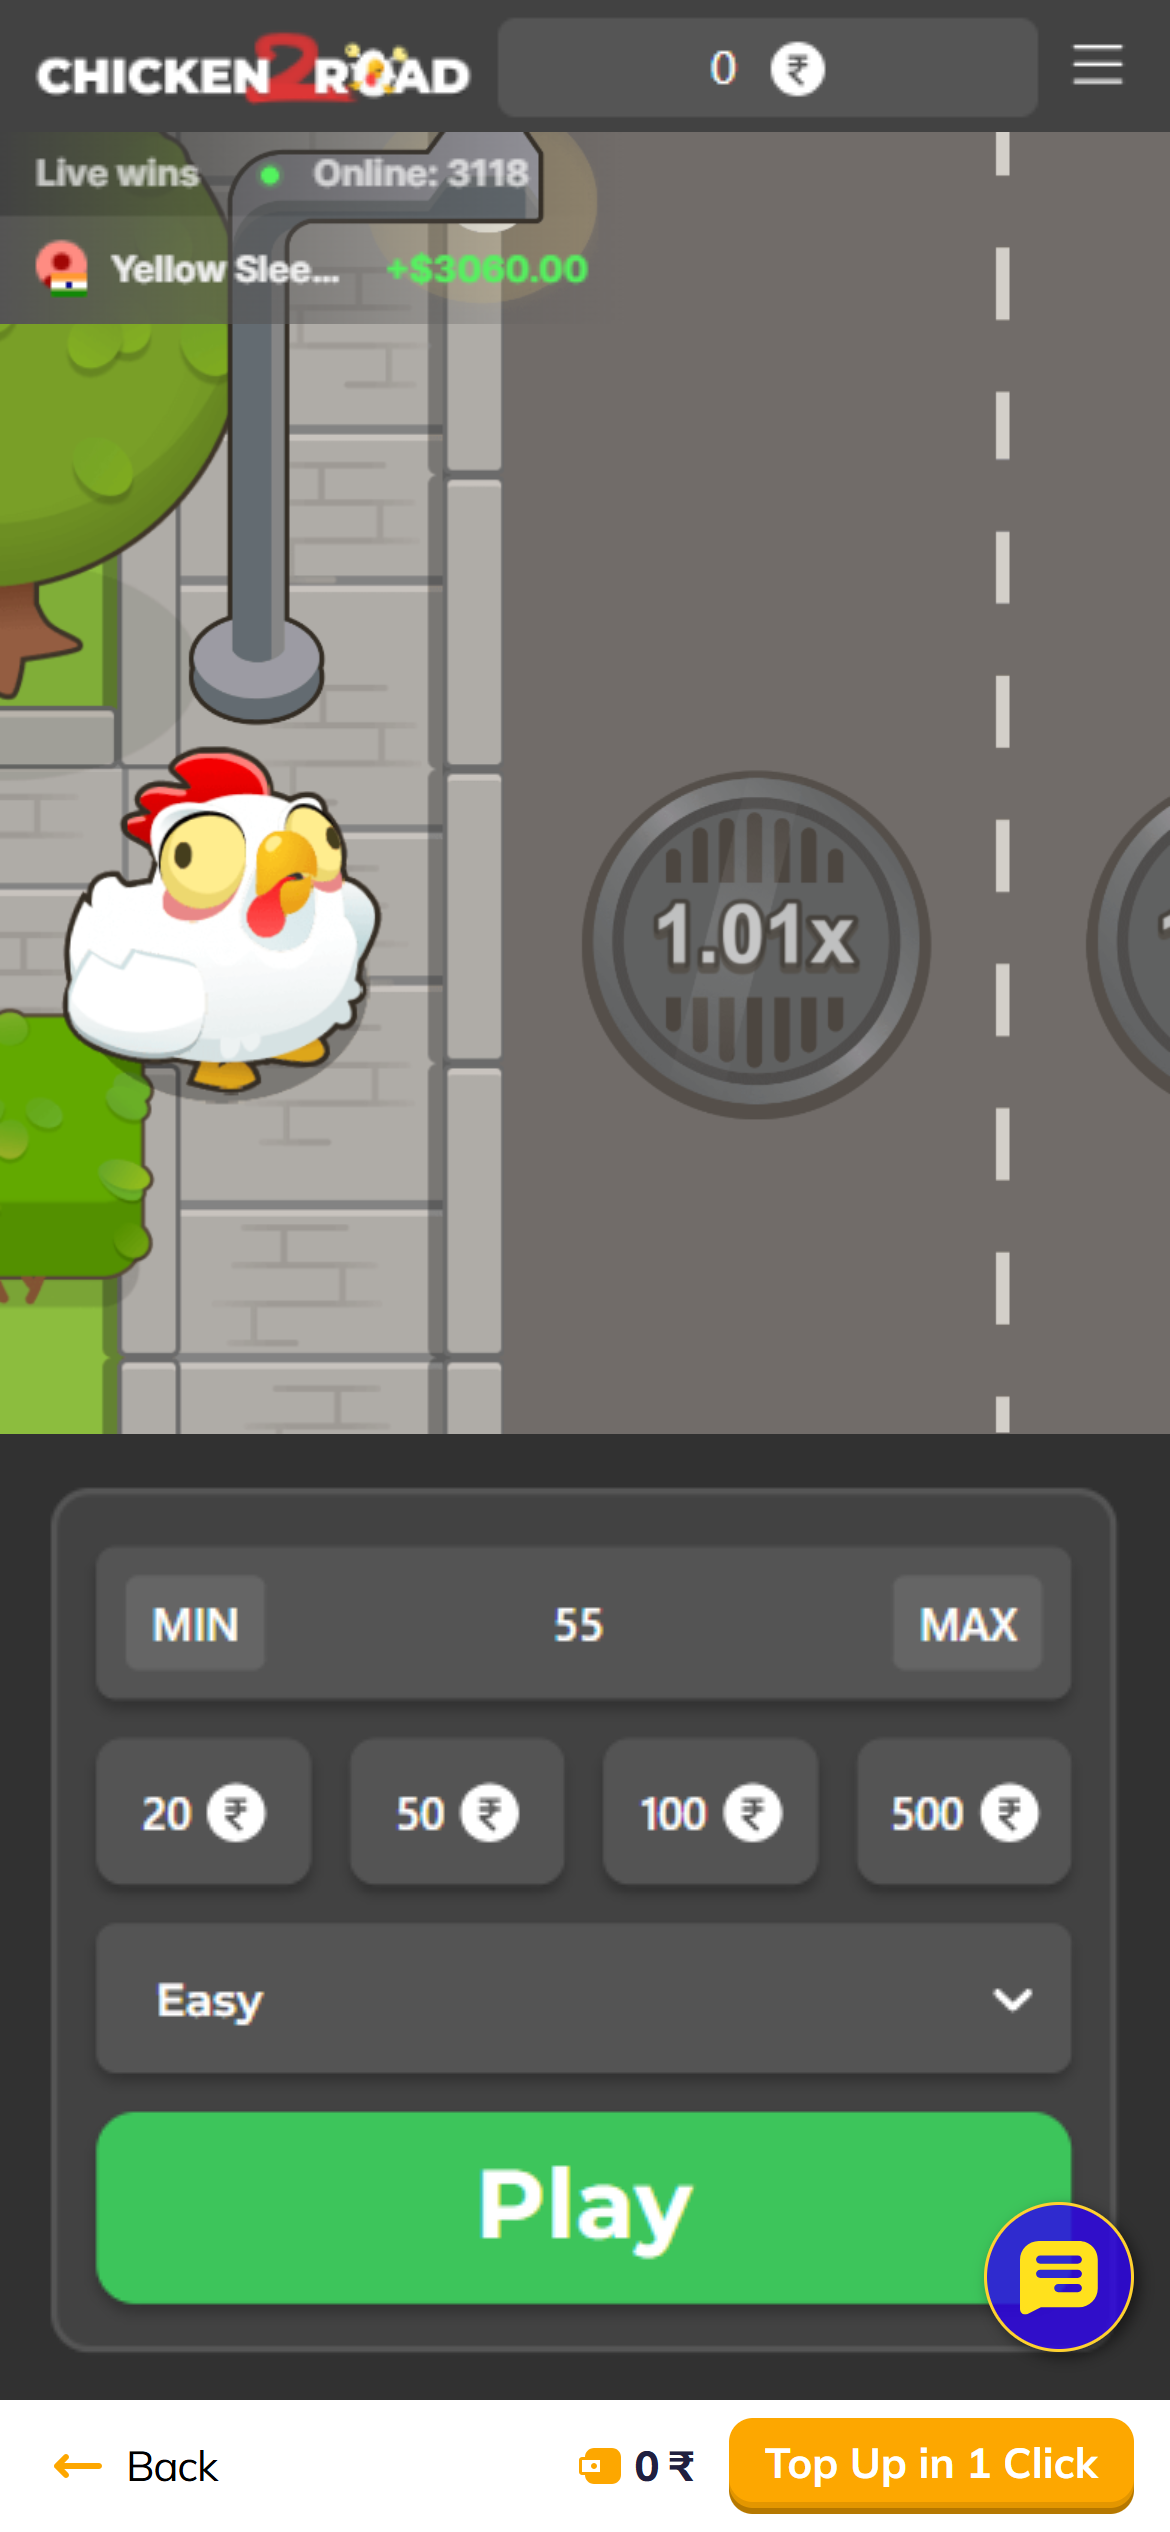 CHICKEN 2 ROAD
0 ₹
Live wins Online: 3118
Yellow Slee... +$3060.00
1.01x
MIN 55 MAX
20 ₹ 50 ₹ 100 ₹ 500 ₹
Easy
Play
Back 0 ₹ Top Up in 1 Click